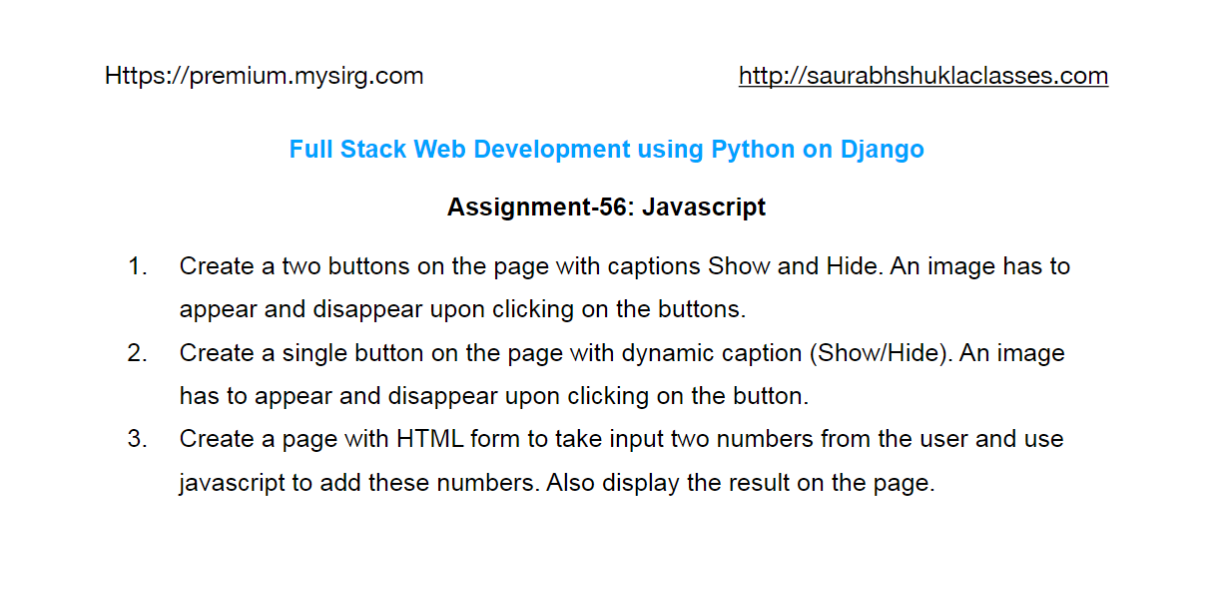 Https://premium.mysirg.com http://saurabhshuklaclasses.com
Full Stack Web Development using Python on Django
Assignment-56: Javascript
1. Create a two buttons on the page with captions Show and Hide. An image has to
appear and disappear upon clicking on the buttons.
2. Create a single button on the page with dynamic caption (Show/Hide). An image
has to appear and disappear upon clicking on the button.
3. Create a page with HTML form to take input two numbers from the user and use
javascript to add these numbers. Also display the result on the page.